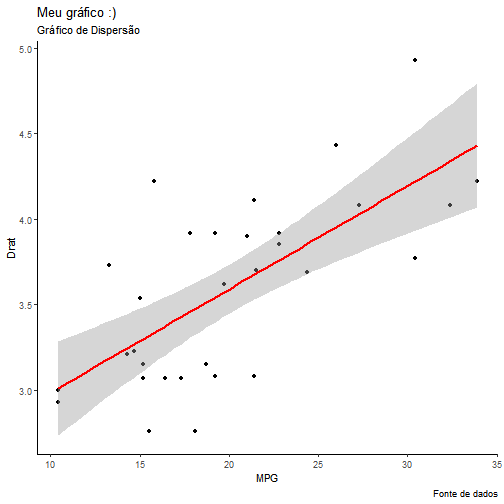 Meu gráfico :)
Gráfico de Dispersão
5.0
4.5
4.0
3.5
3.0
Drat
10 15 20 25 30 35
MPG
Fonte de dados